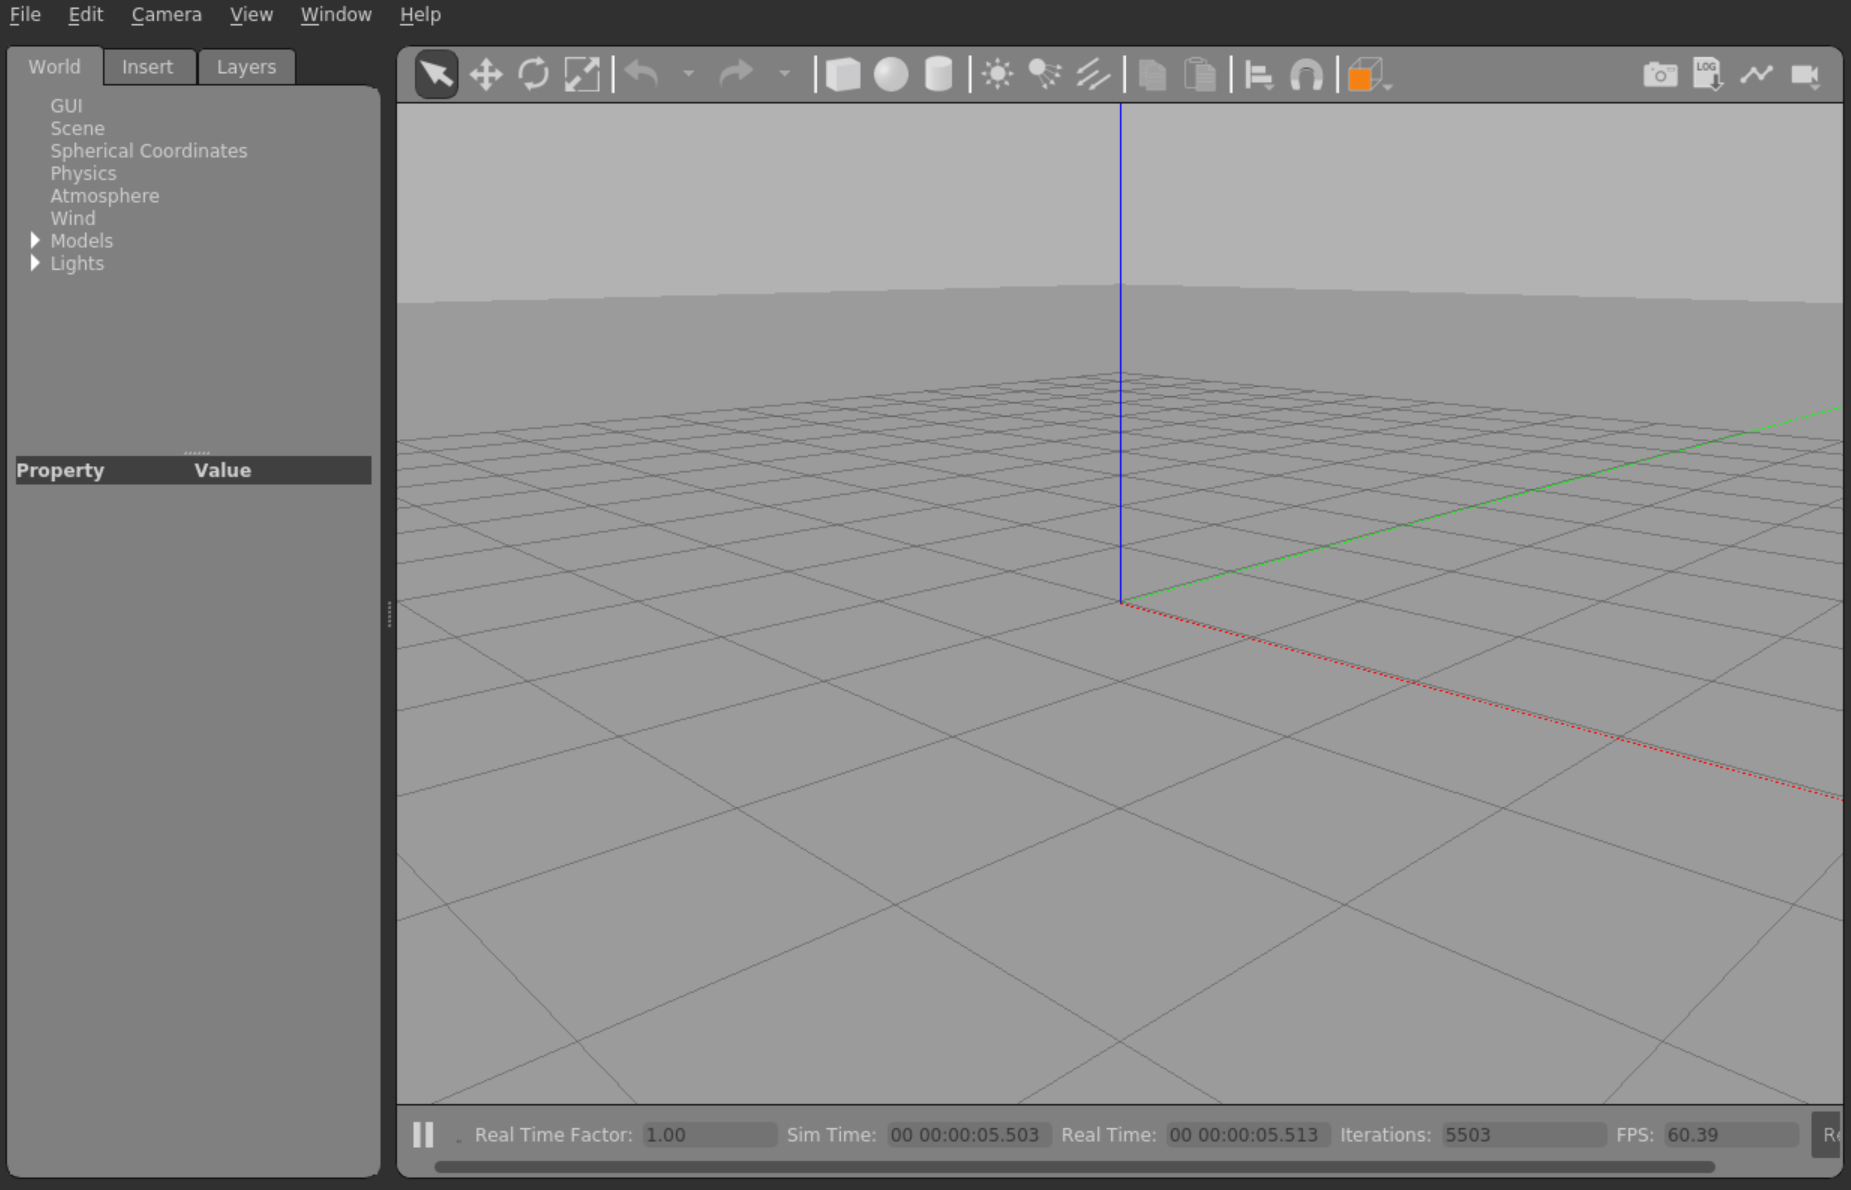 File Edit Camera View Window Help
World Insert Layers
LOG
GUI
Scene
Spherical Coordinates
Physics
Atmosphere
Wind
Models
Lights
Property Value
Real Time Factor: 1.00 Sim Time: 00 00:00:05.503 Real Time: 00 00:00:05.513 Iterations: 5503 FPS: 60.39